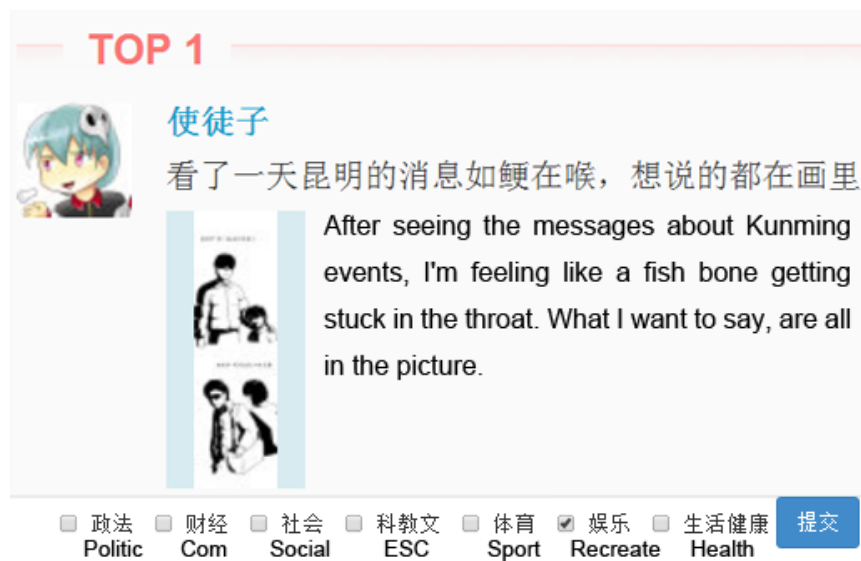 TOP 1
使徒子
看了一天昆明的消息如鲠在喉，想说的都在画里
After seeing the messages about Kunming
events, I'm feeling like a fish bone getting
stuck in the throat. What I want to say, are all
in the picture.
政法 财经 社会 科教文 体育 娱乐 生活健康 提交
Politic Com Social ESC Sport Recreate Health